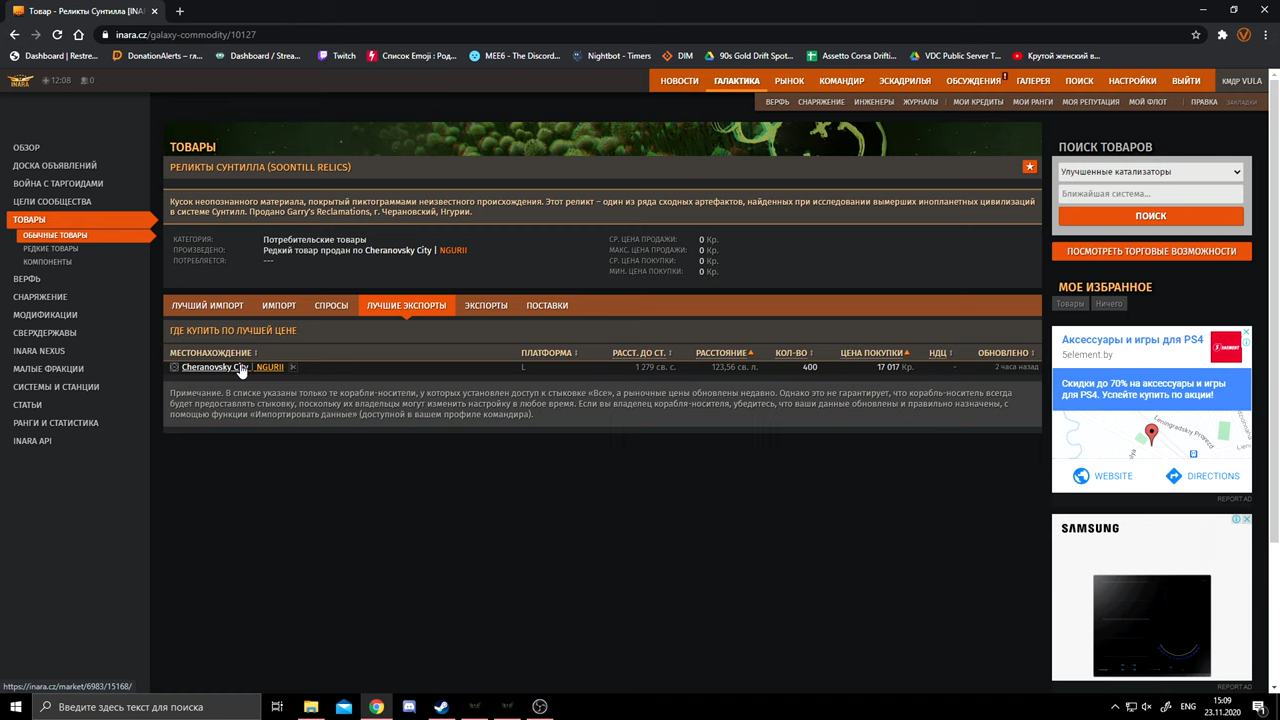 Товар - Реликты Сунтилла [INA
inara.cz/galaxy-commodity/10127
Dashboard | Restre...
DonationAlerts – гл...
Dashboard / Strea...
Twitch
Список Emoji : Род...
MEE6 - The Discord...
Nightbot - Timers
DIM
90s Gold Drift Spot...
Assetto Corsa Drifti...
VDC Public Server T...
Крутой женский в...
INARA
12:08
0
НОВОСТИ
ГАЛАКТИКА
РЫНОК
КОМАНДИР
ЭСКАДРИЛЬЯ
ОБСУЖДЕНИЯ
ГАЛЕРЕЯ
ПОИСК
НАСТРОЙКИ
ВЫЙТИ
КМДР VULA
ВЕРФЬ
СНАРЯЖЕНИЕ
ИНЖЕНЕРЫ
ЖУРНАЛЫ
МОИ КРЕДИТЫ
МОИ РАНГИ
МОЯ РЕПУТАЦИЯ
МОЙ ФЛОТ
ПРАВКА
ЗАКЛАДКИ
ОБЗОР
ДОСКА ОБЪЯВЛЕНИЙ
ВОЙНА С ТАРГОИДАМИ
ЦЕЛИ СООБЩЕСТВА
ТОВАРЫ
ОБЫЧНЫЕ ТОВАРЫ
РЕДКИЕ ТОВАРЫ
КОМПОНЕНТЫ
ВЕРФЬ
СНАРЯЖЕНИЕ
МОДИФИКАЦИИ
СВЕРХДЕРЖАВЫ
INARA NEXUS
МАЛЫЕ ФРАКЦИИ
СИСТЕМЫ И СТАНЦИИ
СТАТЬИ
РАНГИ И СТАТИСТИКА
INARA API
ТОВАРЫ
РЕЛИКТЫ СУНТИЛЛА (SOONTILL RELICS)
Кусок неопознанного материала, покрытый пиктограммами неизвестного происхождения. Этот реликт – один из ряда сходных артефактов, найденных при исследовании вымерших инопланетных цивилизаций
в системе Сунтилл. Продано Garry's Reclamations, г. Черановский, Нгурии.
КАТЕГОРИЯ: Потребительские товары
ПРОИЗВЕДЕНО: Редкий товар продан по Cheranovsky City | NGURII
ПОТРЕБЛЯЕТСЯ: ---
СР. ЦЕНА ПРОДАЖИ: 0 Кр.
МАКС. ЦЕНА ПРОДАЖИ: 0 Кр.
СР. ЦЕНА ПОКУПКИ: 0 Кр.
МИН. ЦЕНА ПОКУПКИ: 0 Кр.
ЛУЧШИЙ ИМПОРТ
ИМПОРТ
СПРОСЫ
ЛУЧШИЕ ЭКСПОРТЫ
ЭКСПОРТЫ
ПОСТАВКИ
ГДЕ КУПИТЬ ПО ЛУЧШЕЙ ЦЕНЕ
МЕСТОНАХОЖДЕНИЕ ПЛАТФОРМА РАССТ. ДО СТ. РАССТОЯНИЕ КОЛ-ВО ЦЕНА ПОКУПКИ НДЦ ОБНОВЛЕНО
Cheranovsky City | NGURII L 1 279 св. с. 123,56 св. л. 400 17 017 Кр. - 2 часа назад
Примечание. В списке указаны только те корабли-носители, у которых установлен доступ к стыковке «Все», а рыночные цены обновлены недавно. Однако это не гарантирует, что корабль-носитель всегда
будет предоставлять стыковку, поскольку их владельцы могут изменить настройку в любое время. Если вы владелец корабля-носителя, убедитесь, что ваши данные обновлены и правильно назначены, с
помощью функции «Импортировать данные» (доступной в вашем профиле командира).
ПОИСК ТОВАРОВ
Улучшенные катализаторы
Ближайшая система...
ПОИСК
ПОСМОТРЕТЬ ТОРГОВЫЕ ВОЗМОЖНОСТИ
МОЕ ИЗБРАННОЕ
Товары
Ничего
Аксессуары и игры для PS4
5element.by
Скидки до 70% на аксессуары и игры
для PS4. Успейте купить по акции!
WEBSITE
DIRECTIONS
REPORT AD
SAMSUNG
REPORT AD
https://inara.cz/market/6983/15168/
Введите здесь текст для поиска
ENG
15:09
23.11.2020